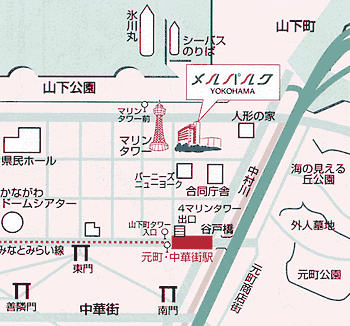 氷川丸
シーバス
のりば
山下町
山下公園
メルパルク
YOKOHAMA
マリン
タワー前
人形の家
マリン
タワー
県民ホール
バーニーズ
ニューヨーク
合同庁舎
中村川
海の見える
丘公園
かながわ
ドームシアター
4マリンタワー
出口
谷戸橋
外人墓地
山下町タワー
入口
みなとみらい線
元町・中華街駅
東門
元町商店街
元町公園
善隣門
中華街
南門